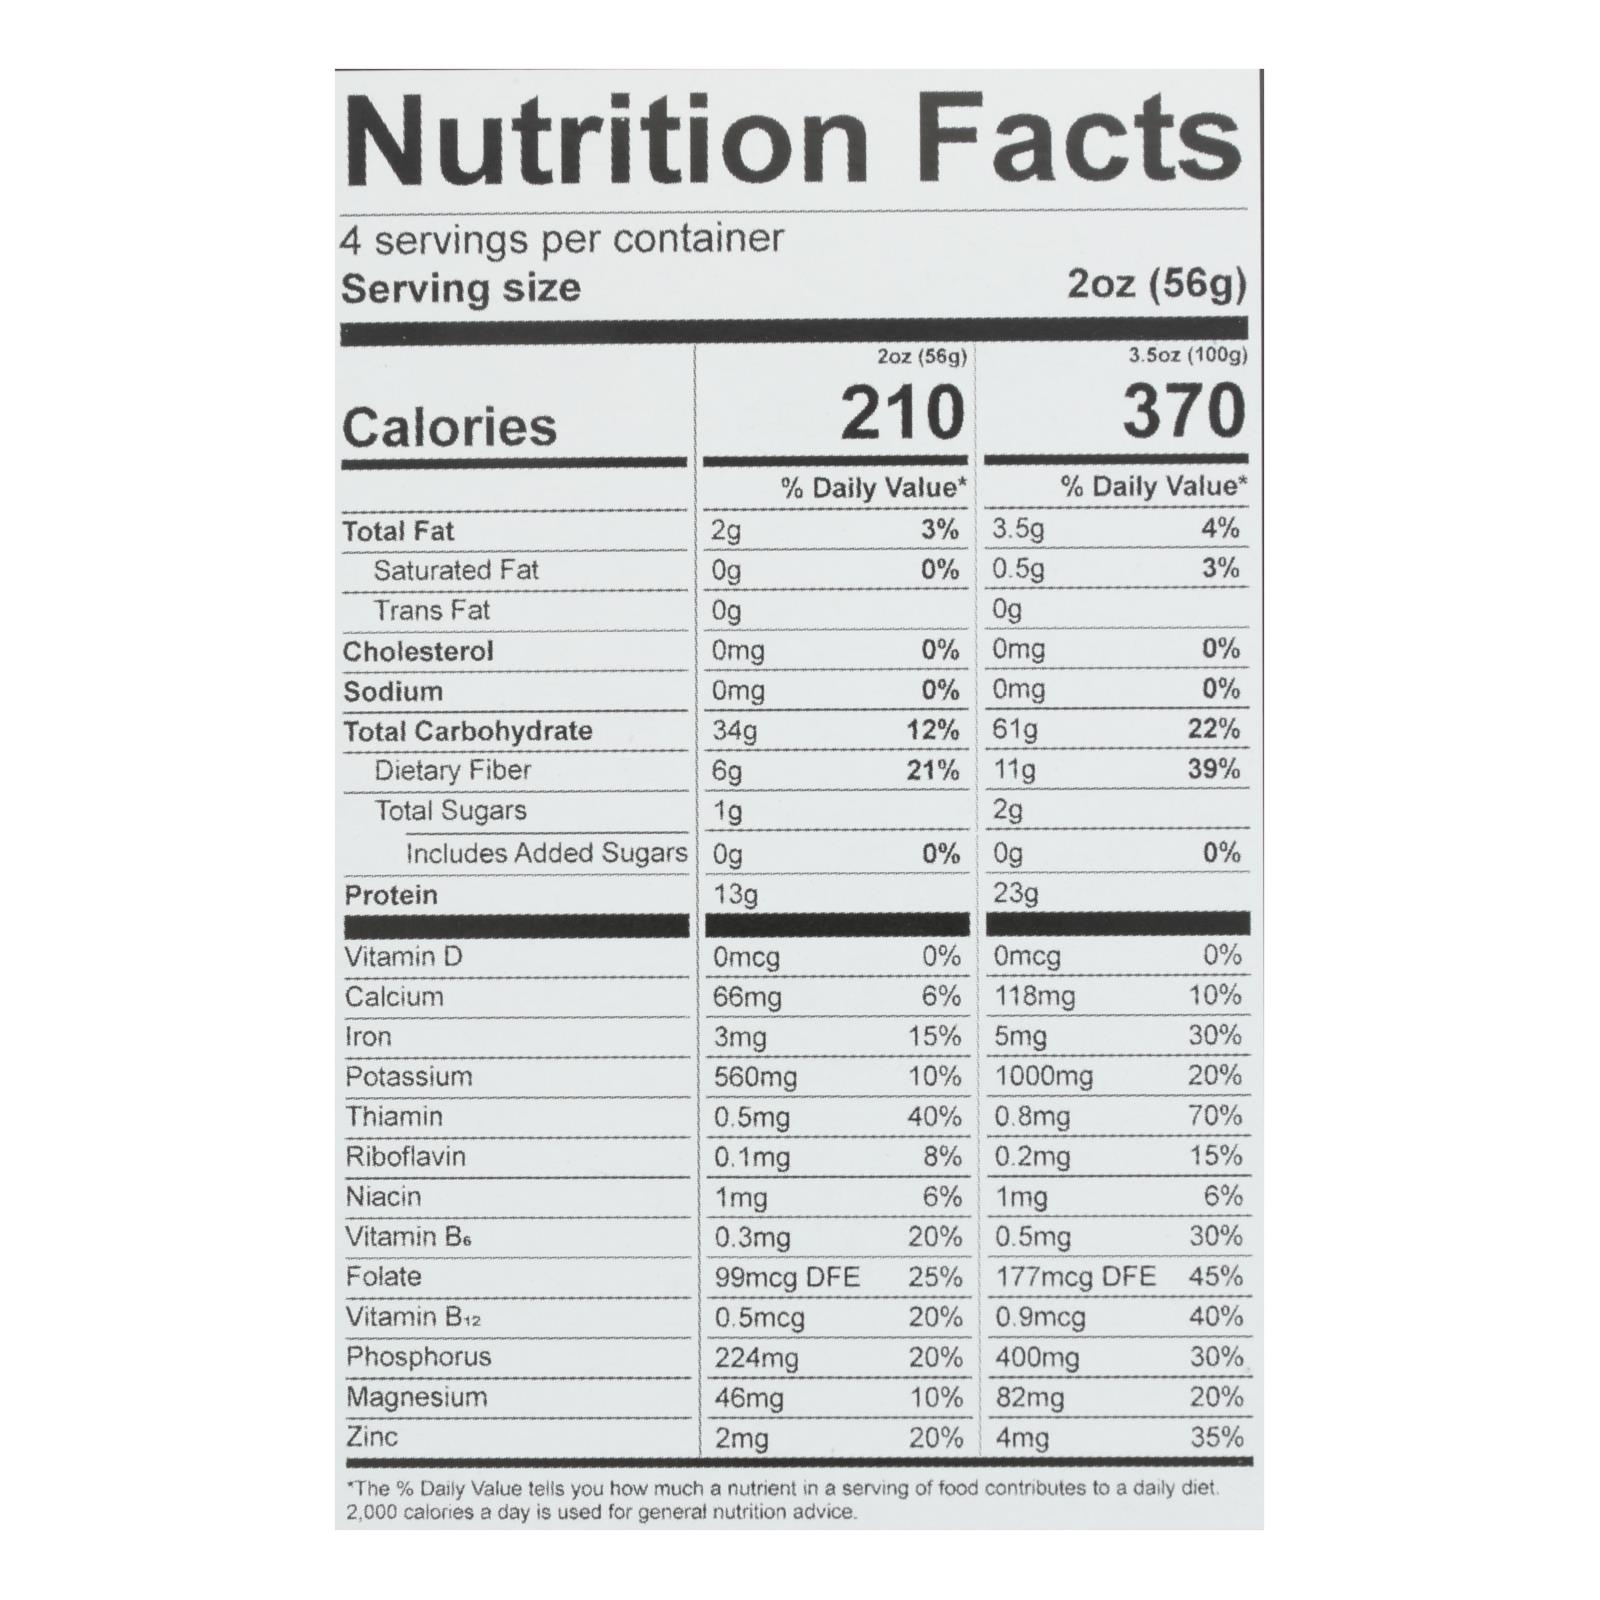 Nutrition Facts
4 servings per container
Serving size 2oz (56g)
2oz (56g) 3.5oz (100g)
Calories 210 370
% Daily Value* % Daily Value*
Total Fat 2g 3% 3.5g 4%
Saturated Fat 0g 0% 0.5g 3%
Trans Fat 0g 0g
Cholesterol 0mg 0% 0mg 0%
Sodium 0mg 0% 0mg 0%
Total Carbohydrate 34g 12% 61g 22%
Dietary Fiber 6g 21% 11g 39%
Total Sugars 1g 2g
Includes Added Sugars 0g 0% 0g 0%
Protein 13g 23g
Vitamin D 0mcg 0% 0mcg 0%
Calcium 66mg 6% 118mg 10%
Iron 3mg 15% 5mg 30%
Potassium 560mg 10% 1000mg 20%
Thiamin 0.5mg 40% 0.8mg 70%
Riboflavin 0.1mg 8% 0.2mg 15%
Niacin 1mg 6% 1mg 6%
Vitamin B₆ 0.3mg 20% 0.5mg 30%
Folate 99mcg DFE 25% 177mcg DFE 45%
Vitamin B₁₂ 0.5mcg 20% 0.9mcg 40%
Phosphorus 224mg 20% 400mg 30%
Magnesium 46mg 10% 82mg 20%
Zinc 2mg 20% 4mg 35%
*The % Daily Value tells you how much a nutrient in a serving of food contributes to a daily diet.
2,000 calories a day is used for general nutrition advice.